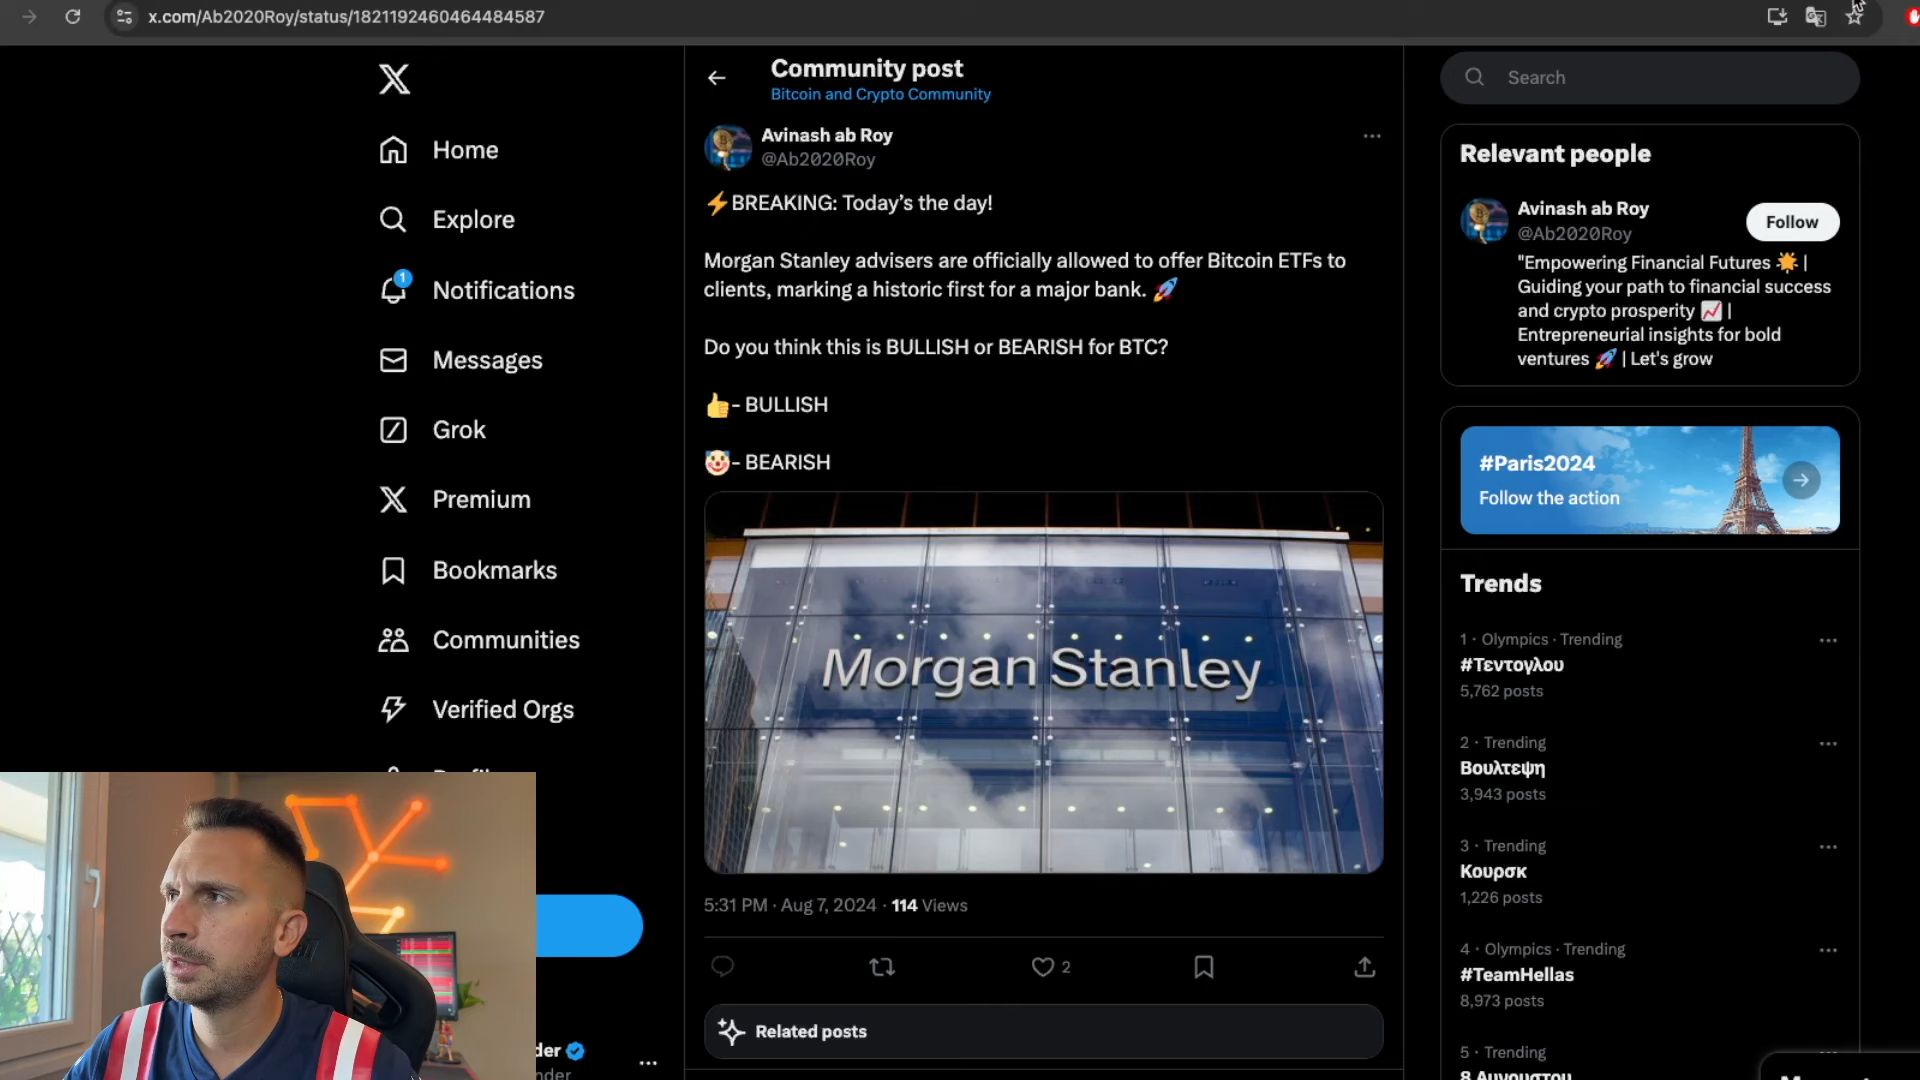 x.com/Ab2020Roy/status/1821192460464484587
Home
Explore
1
Notifications
Messages
Grok
Premium
Bookmarks
Communities
Verified Orgs
der
nder
Community post
Bitcoin and Crypto Community
Avinash ab Roy
@Ab2020Roy
⚡BREAKING: Today’s the day!
Morgan Stanley advisers are officially allowed to offer Bitcoin ETFs to
clients, marking a historic first for a major bank. 🚀
Do you think this is BULLISH or BEARISH for BTC?
👍- BULLISH
🤡- BEARISH
Morgan Stanley
5:31 PM · Aug 7, 2024 · 114 Views
2
Related posts
Search
Relevant people
Avinash ab Roy
@Ab2020Roy
Follow
"Empowering Financial Futures 🌟 |
Guiding your path to financial success
and crypto prosperity 📈 |
Entrepreneurial insights for bold
ventures 🚀 | Let's grow
#Paris2024
Follow the action
Trends
1 · Olympics · Trending
#Τεντογλου
5,762 posts
2 · Trending
Βουλτεψη
3,943 posts
3 · Trending
Κουρσκ
1,226 posts
4 · Olympics · Trending
#TeamHellas
8,973 posts
5 · Trending
8 Αυγουστου